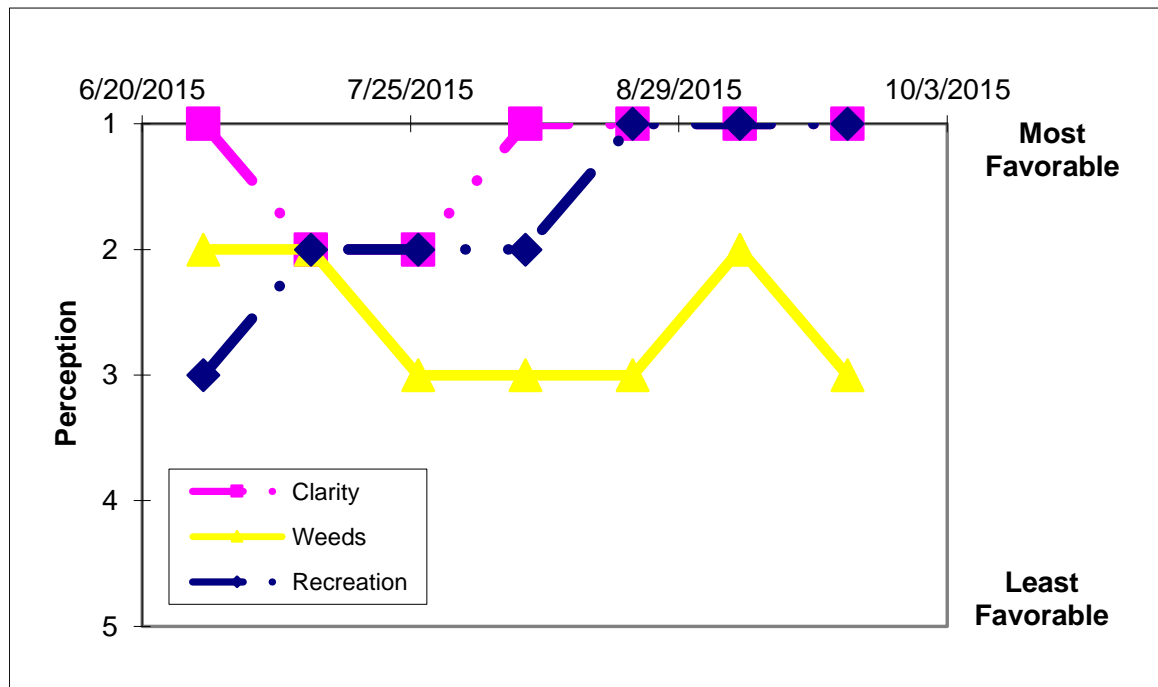 6/20/2015 7/25/2015 8/29/2015 10/3/2015
1
Most
Favorable
2
Perception
3
4
Clarity
Weeds
Recreation
Least
Favorable
5